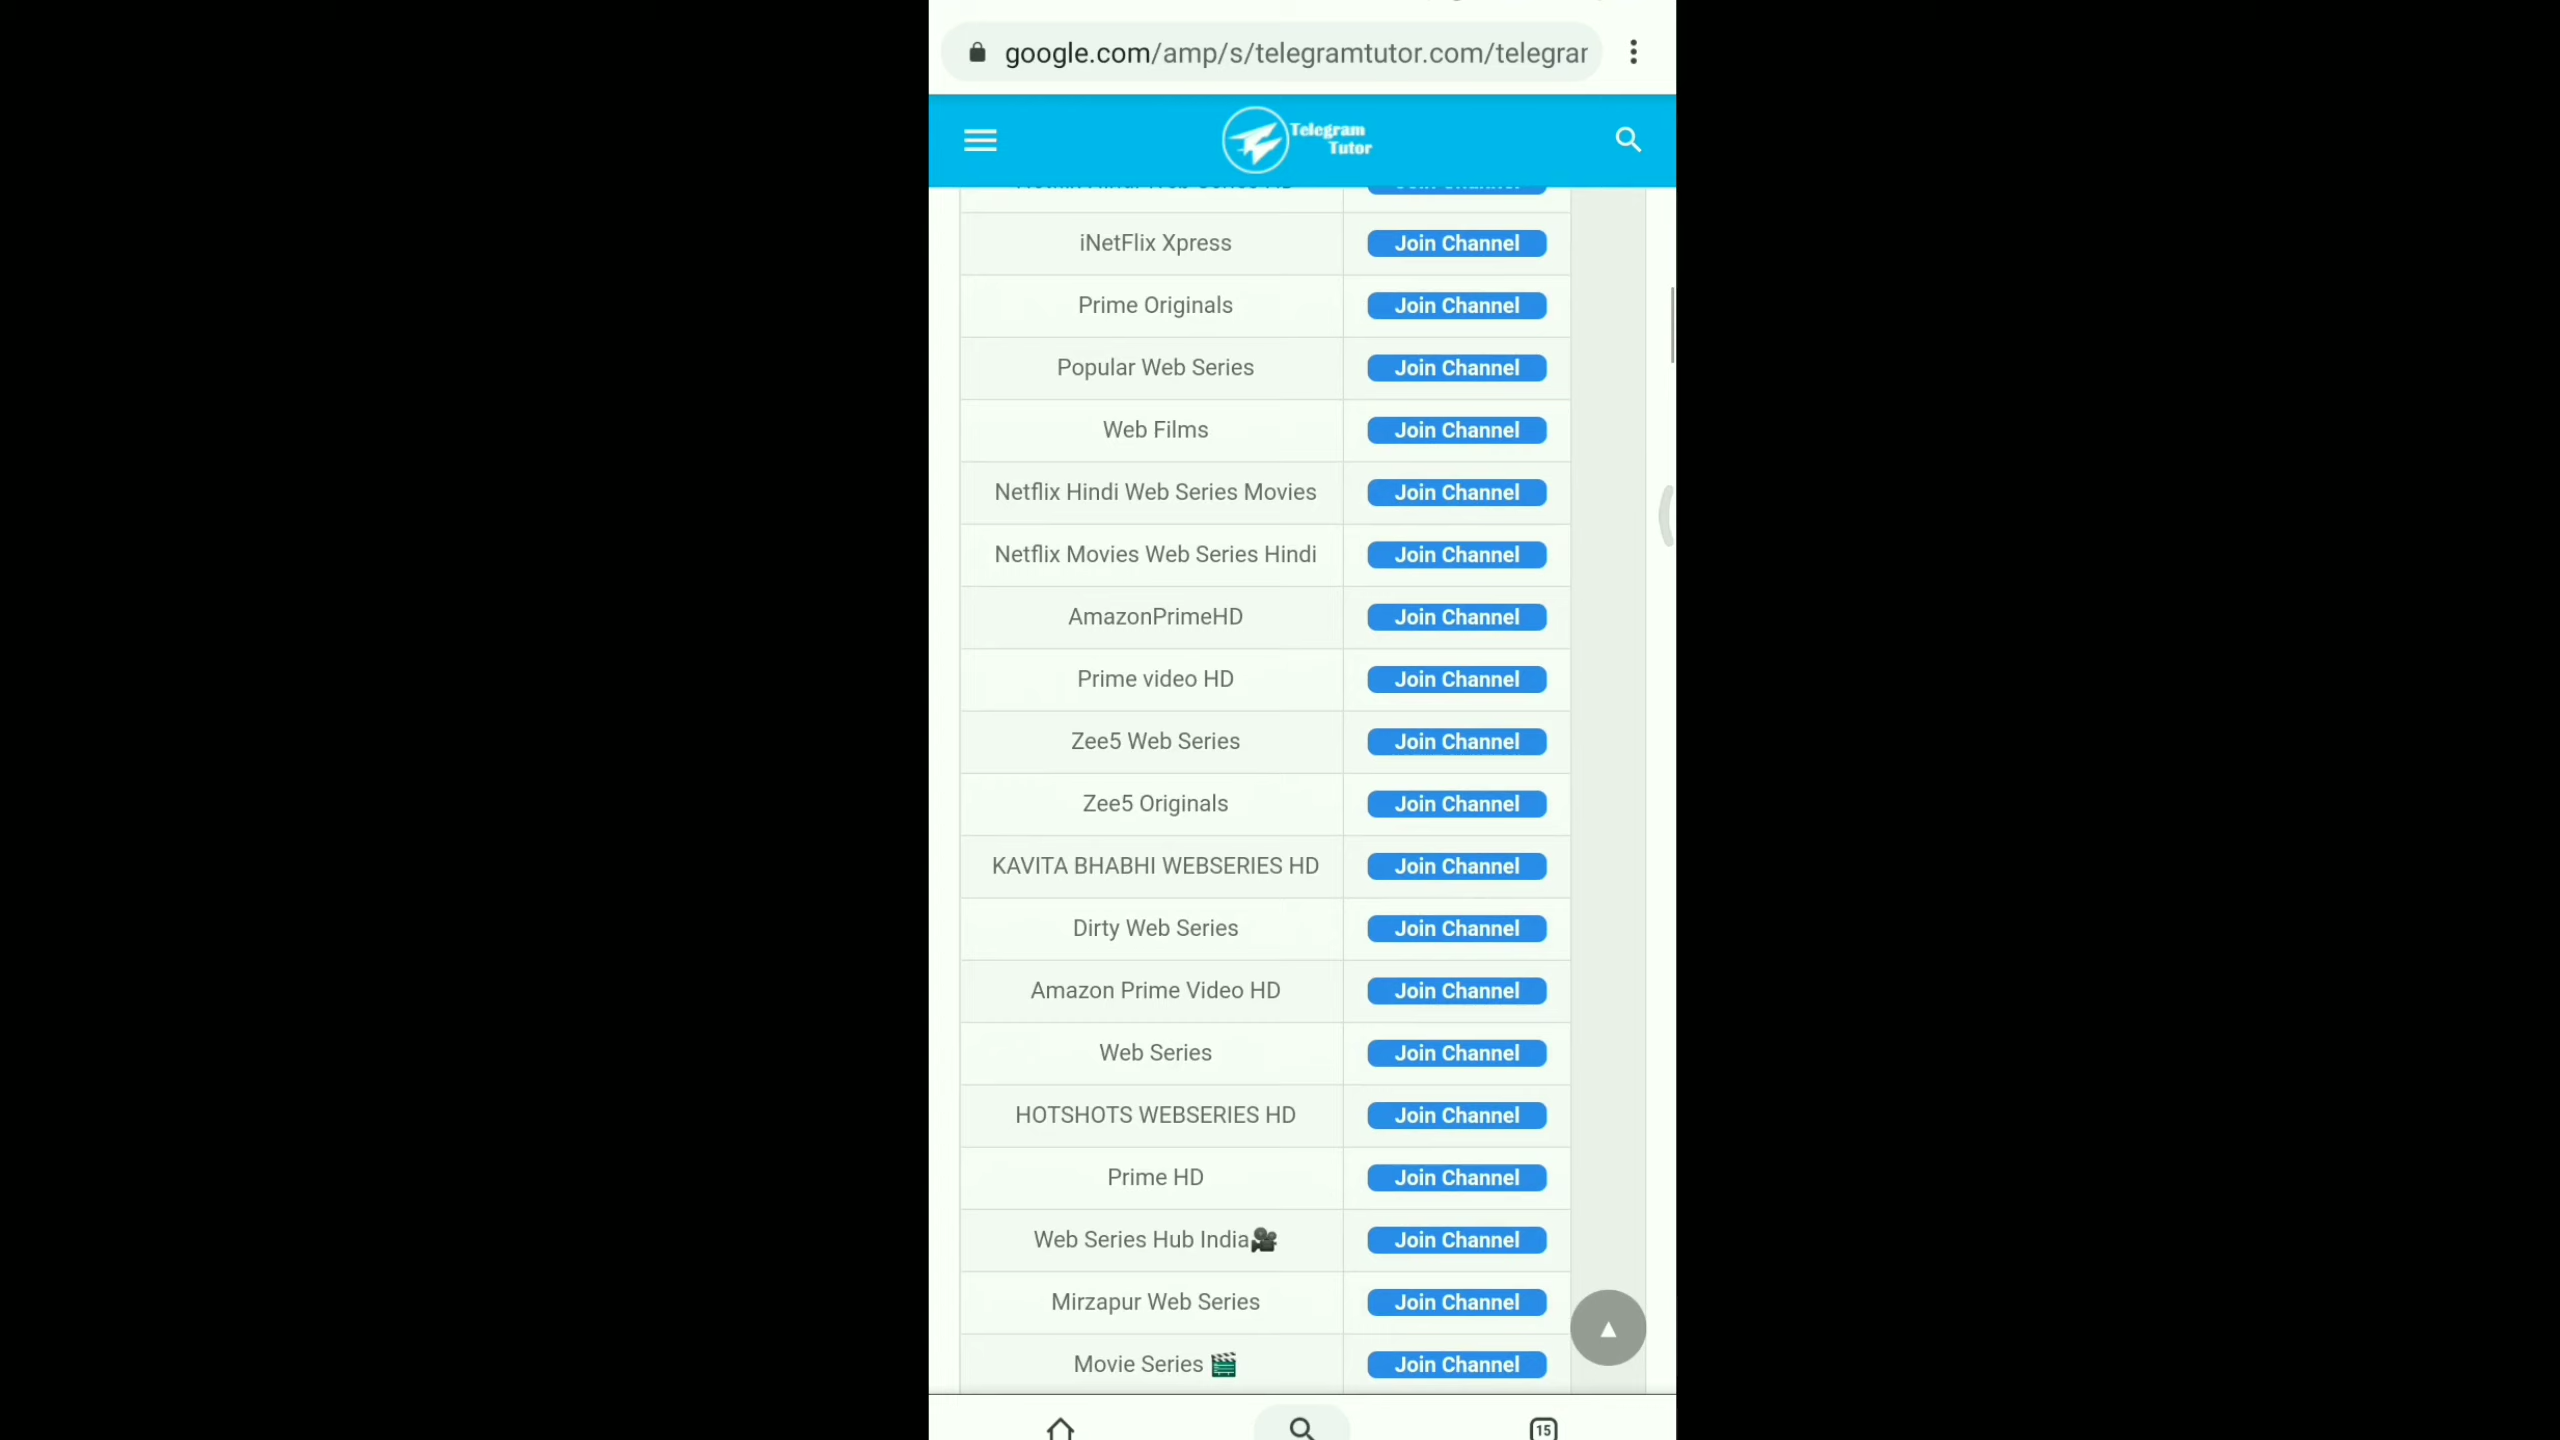 google.com/amp/s/telegramtutor.com/telegrar
Telegram
Tutor
iNetFlix Xpress Join Channel
Prime Originals Join Channel
Popular Web Series Join Channel
Web Films Join Channel
Netflix Hindi Web Series Movies Join Channel
Netflix Movies Web Series Hindi Join Channel
AmazonPrimeHD Join Channel
Prime video HD Join Channel
Zee5 Web Series Join Channel
Zee5 Originals Join Channel
KAVITA BHABHI WEBSERIES HD Join Channel
Dirty Web Series Join Channel
Amazon Prime Video HD Join Channel
Web Series Join Channel
HOTSHOTS WEBSERIES HD Join Channel
Prime HD Join Channel
Web Series Hub India🎥 Join Channel
Mirzapur Web Series Join Channel
Movie Series 🎬 Join Channel
15